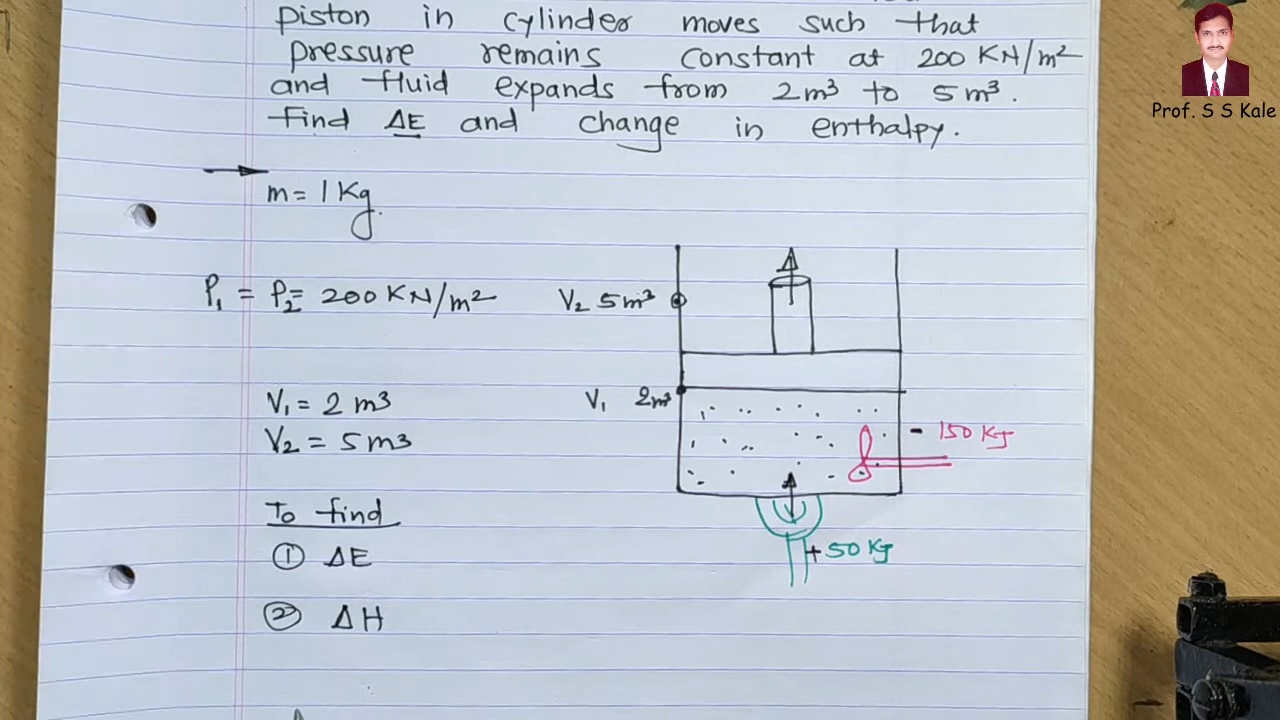 piston in cylinder moves such that
pressure remains constant at 200 KN/m²
and fluid expands from 2m³ to 5m³.
find ΔE and change in enthalpy.
Prof. S S Kale
m = 1 Kg.
P₁ = P₂ = 200 KN/m²
V₂ 5m³
V₁ = 2 m³
V₁ 2m³
V₂ = 5 m³
- 150 KJ
To find
① ΔE
+ 50 KJ
② ΔH